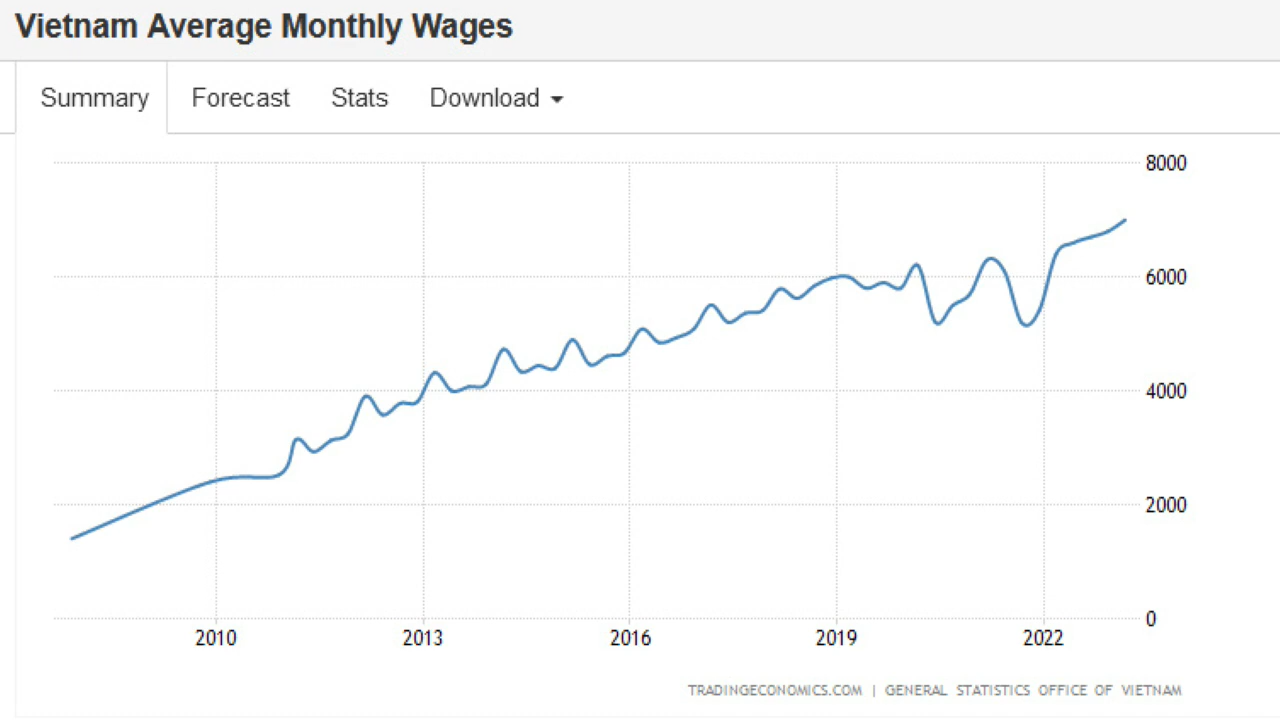 Vietnam Average Monthly Wages
Summary Forecast Stats Download
8000
6000
4000
2000
0
2010 2013 2016 2019 2022
TRADINGECONOMICS.COM | GENERAL STATISTICS OFFICE OF VIETNAM